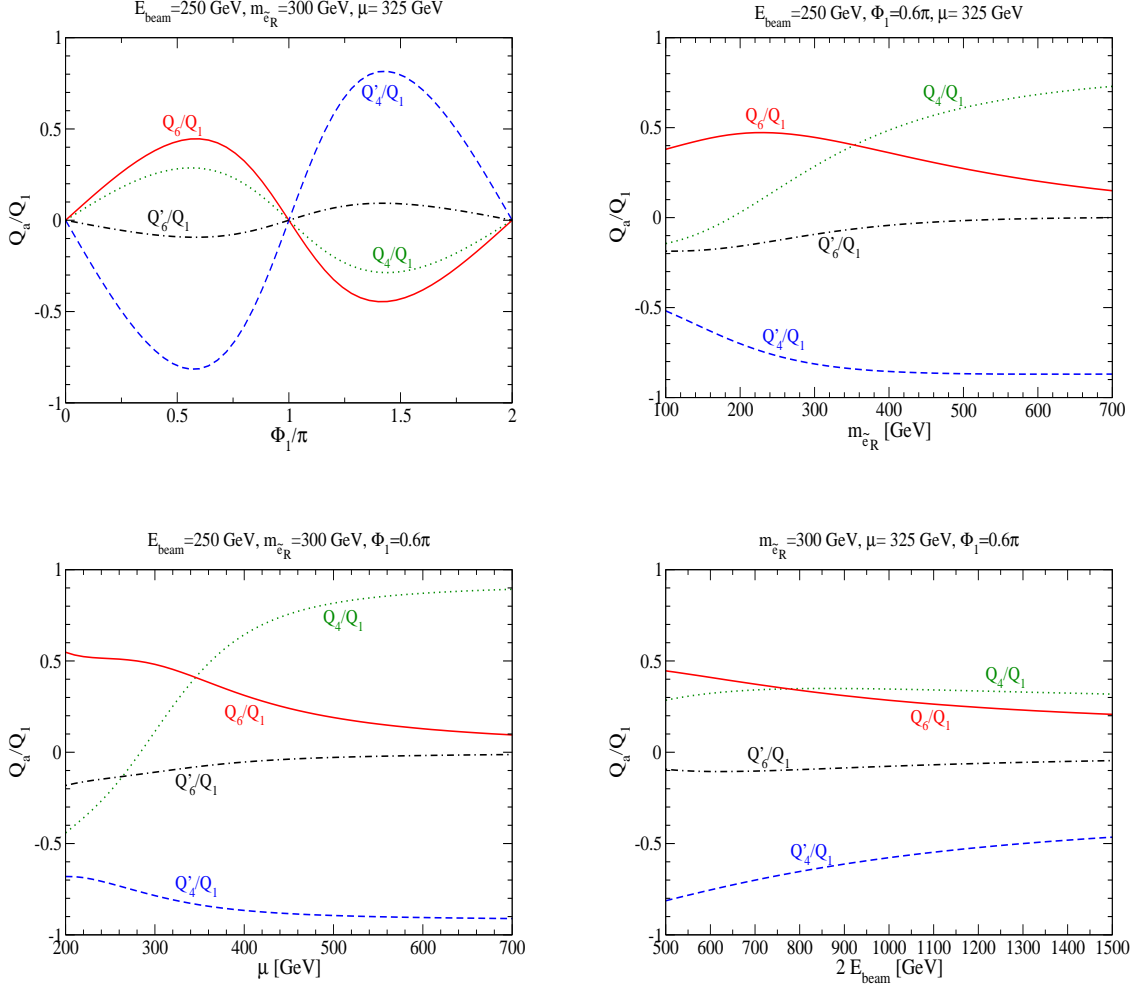 E_beam=250 GeV, m_ẽ_R=300 GeV, μ= 325 GeV
1
0.5
0
-0.5
-1
Q_a/Q_1
Q'_4/Q_1
Q_6/Q_1
Q'_6/Q_1
Q_4/Q_1
0
0.5
1
1.5
2
Φ_1/π
E_beam=250 GeV, Φ_1=0.6π, μ= 325 GeV
1
0.5
0
-0.5
-1
Q_a/Q_1
Q_4/Q_1
Q_6/Q_1
Q'_6/Q_1
Q'_4/Q_1
100
200
300
400
500
600
700
m_ẽ_R [GeV]
E_beam=250 GeV, m_ẽ_R=300 GeV, Φ_1=0.6π
1
0.5
0
-0.5
-1
Q_a/Q_1
Q_4/Q_1
Q_6/Q_1
Q'_6/Q_1
Q'_4/Q_1
200
300
400
500
600
700
μ [GeV]
m_ẽ_R=300 GeV, μ= 325 GeV, Φ_1=0.6π
1
0.5
0
-0.5
-1
Q_a/Q_1
Q_4/Q_1
Q_6/Q_1
Q'_6/Q_1
Q'_4/Q_1
500
600
700
800
900
1000
1100
1200
1300
1400
1500
2 E_beam [GeV]